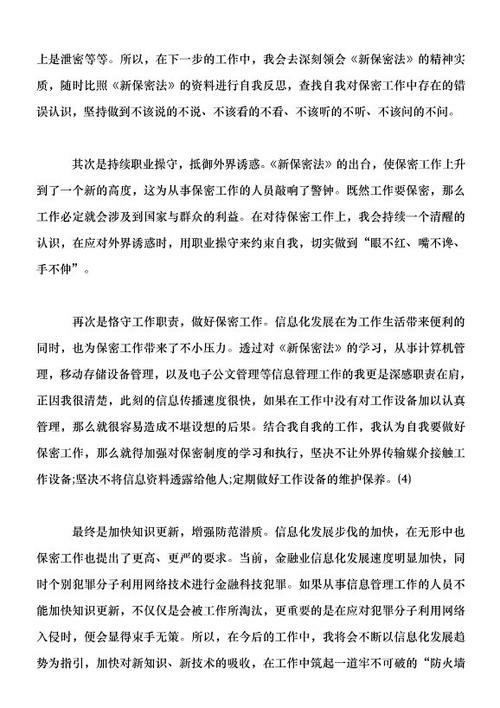 上是泄密等等。所以，在下一步的工作中，我会去深刻领会《新保密法》的精神实
质，随时比照《新保密法》的资料进行自我反思，查找自我对保密工作中存在的错
误认识，坚持做到不该说的不说、不该看的不看、不该听的不听、不该问的不问。
其次是持续职业操守，抵御外界诱惑。《新保密法》的出台，使保密工作上升
到了一个新的高度，这为从事保密工作的人员敲响了警钟。既然工作要保密，那么
工作必定就会涉及到国家与群众的利益。在对待保密工作上，我会持续一个清醒的
认识，在应对外界诱惑时，用职业操守来约束自我，切实做到“眼不红、嘴不谗、
手不伸”。
再次是恪守工作职责，做好保密工作。信息化发展在为工作生活带来便利的
同时，也为保密工作带来了不小压力。透过对《新保密法》的学习，从事计算机管
理，移动存储设备管理，以及电子公文管理等信息管理工作的我更是深感职责在肩，
正因我很清楚，此刻的信息传播速度很快，如果在工作中没有对工作设备加以认真
管理，那么就很容易造成不堪设想的后果。结合我自我的工作，我认为自我要做好
保密工作，那么就得加强对保密制度的学习和执行，坚决不让外界传输媒介接触工
作设备;坚决不将信息资料透露给他人;定期做好工作设备的维护保养。(4)
最终是加快知识更新，增强防范潜质。信息化发展步伐的加快，在无形中也
保密工作也提出了更高、更严的要求。当前，金融业信息化发展速度明显加快，同
时个别犯罪分子利用网络技术进行金融科技犯罪。如果从事信息管理工作的人员不
能加快知识更新，不仅仅是会被工作所淘汰，更重要的是在应对犯罪分子利用网络
入侵时，便会显得束手无策。所以，在今后的工作中，我将会不断以信息化发展趋
势为指引，加快对新知识、新技术的吸收，在工作中筑起一道牢不可破的“防火墙